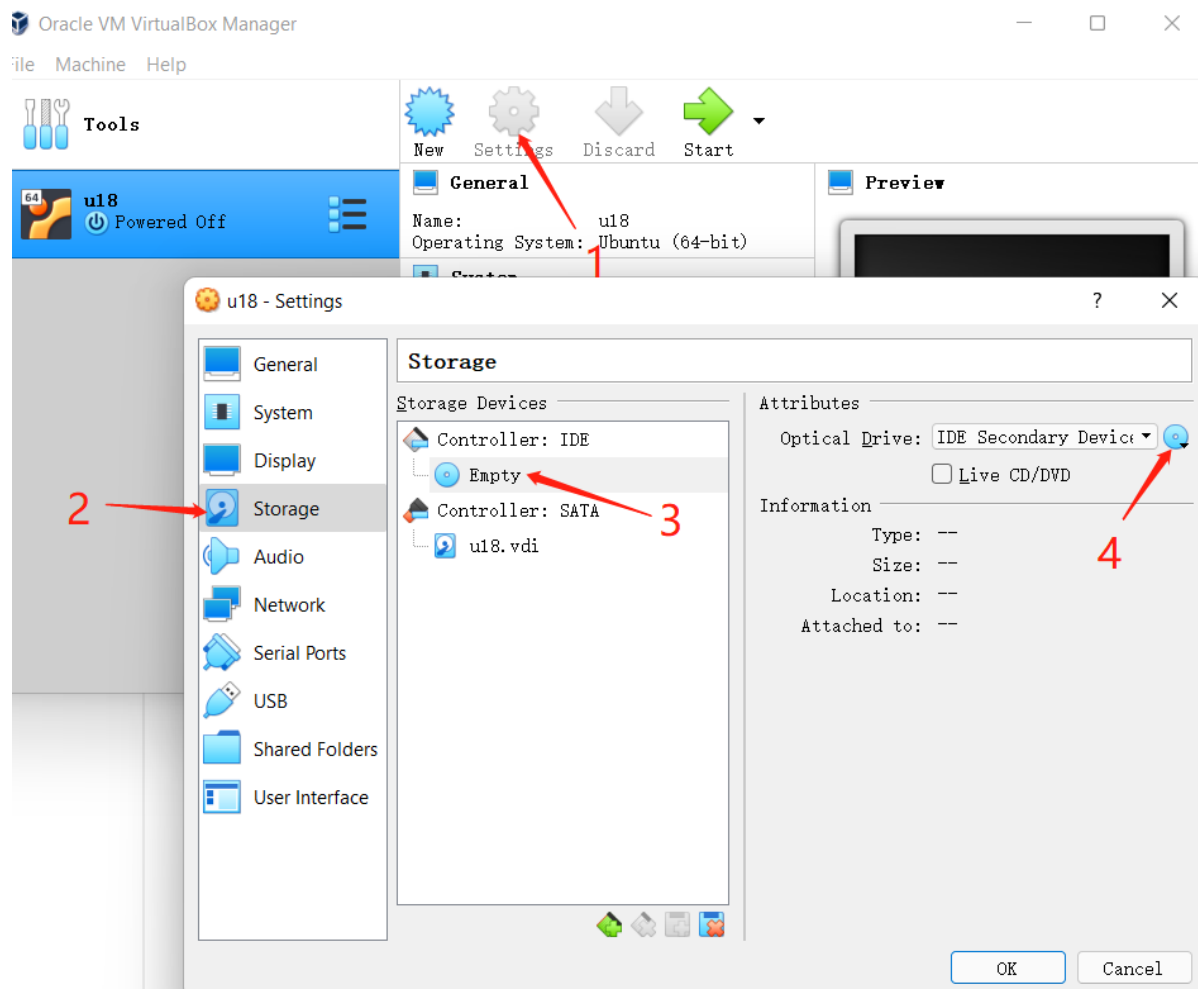 Oracle VM VirtualBox Manager
File Machine Help
Tools
New Settings Discard Start
64
u18
Powered Off
General
Name: u18
Operating System: Ubuntu (64-bit)
1
System
Preview
u18 - Settings ?
General
System
Display
2
Storage
Audio
Network
Serial Ports
USB
Shared Folders
User Interface
Storage
Storage Devices
Controller: IDE
Empty
3
Controller: SATA
u18.vdi
Attributes
Optical Drive: IDE Secondary Device
Live CD/DVD
4
Information
Type: --
Size: --
Location: --
Attached to: --
OK Cancel